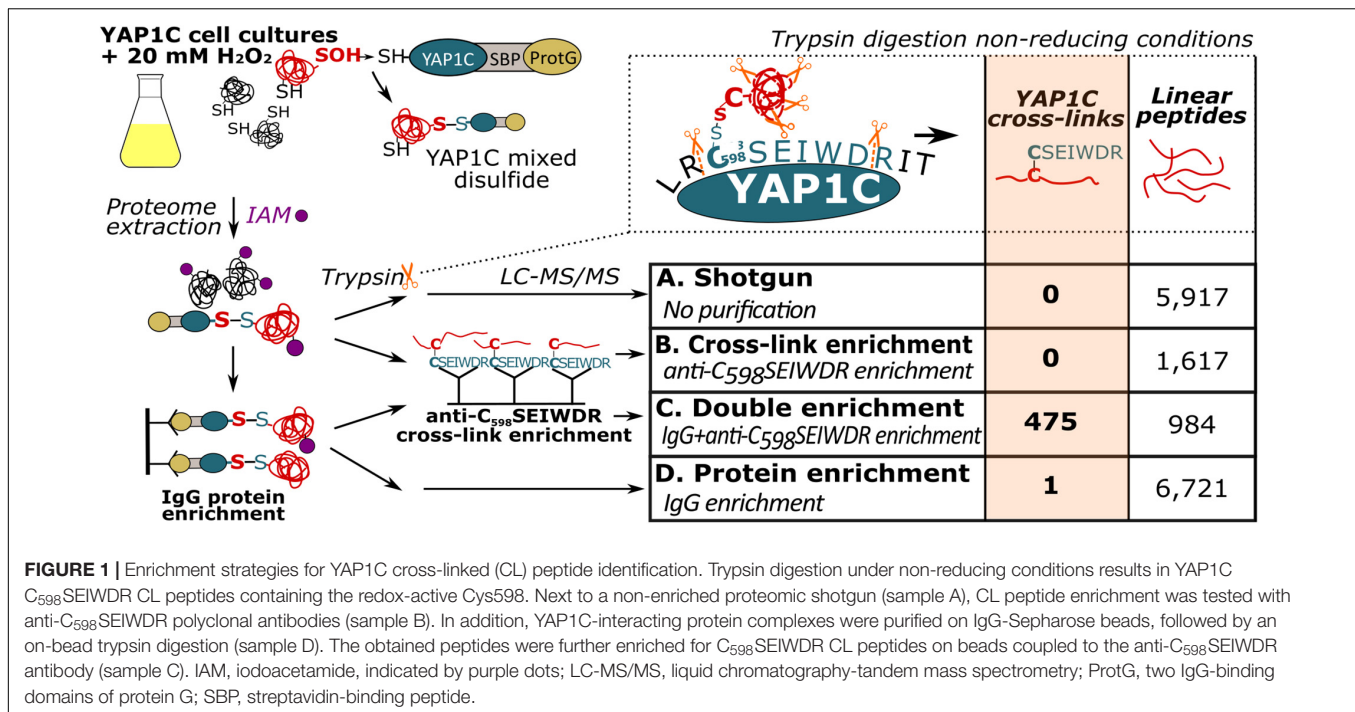 YAP1C cell cultures
+ 20 mM H₂O₂
SOH
SH
SH
SH
SH
SH
YAP1C
SBP
ProtG
S
S
SH
YAP1C mixed
disulfide
Trypsin digestion non-reducing conditions
C
S
S
LRC₅₉₈SEIWDRIT
3
YAP1C
YAP1C
cross-links
CSEIWDR
C
Linear
peptides
Proteome
extraction
IAM
Trypsin
LC-MS/MS
S
S
A. Shotgun
No purification
0
5,917
C
C
C
CSEIWDR
CSEIWDR
CSEIWDR
anti-C₅₉₈SEIWDR
cross-link enrichment
B. Cross-link enrichment
anti-C₅₉₈SEIWDR enrichment
0
1,617
C. Double enrichment
IgG+anti-C₅₉₈SEIWDR enrichment
475
984
D. Protein enrichment
IgG enrichment
1
6,721
S
S
S
S
IgG protein
enrichment
FIGURE 1 | Enrichment strategies for YAP1C cross-linked (CL) peptide identification. Trypsin digestion under non-reducing conditions results in YAP1C
C₅₉₈SEIWDR CL peptides containing the redox-active Cys598. Next to a non-enriched proteomic shotgun (sample A), CL peptide enrichment was tested with
anti-C₅₉₈SEIWDR polyclonal antibodies (sample B). In addition, YAP1C-interacting protein complexes were purified on IgG-Sepharose beads, followed by an
on-bead trypsin digestion (sample D). The obtained peptides were further enriched for C₅₉₈SEIWDR CL peptides on beads coupled to the anti-C₅₉₈SEIWDR
antibody (sample C). IAM, iodoacetamide, indicated by purple dots; LC-MS/MS, liquid chromatography-tandem mass spectrometry; ProtG, two IgG-binding
domains of protein G; SBP, streptavidin-binding peptide.